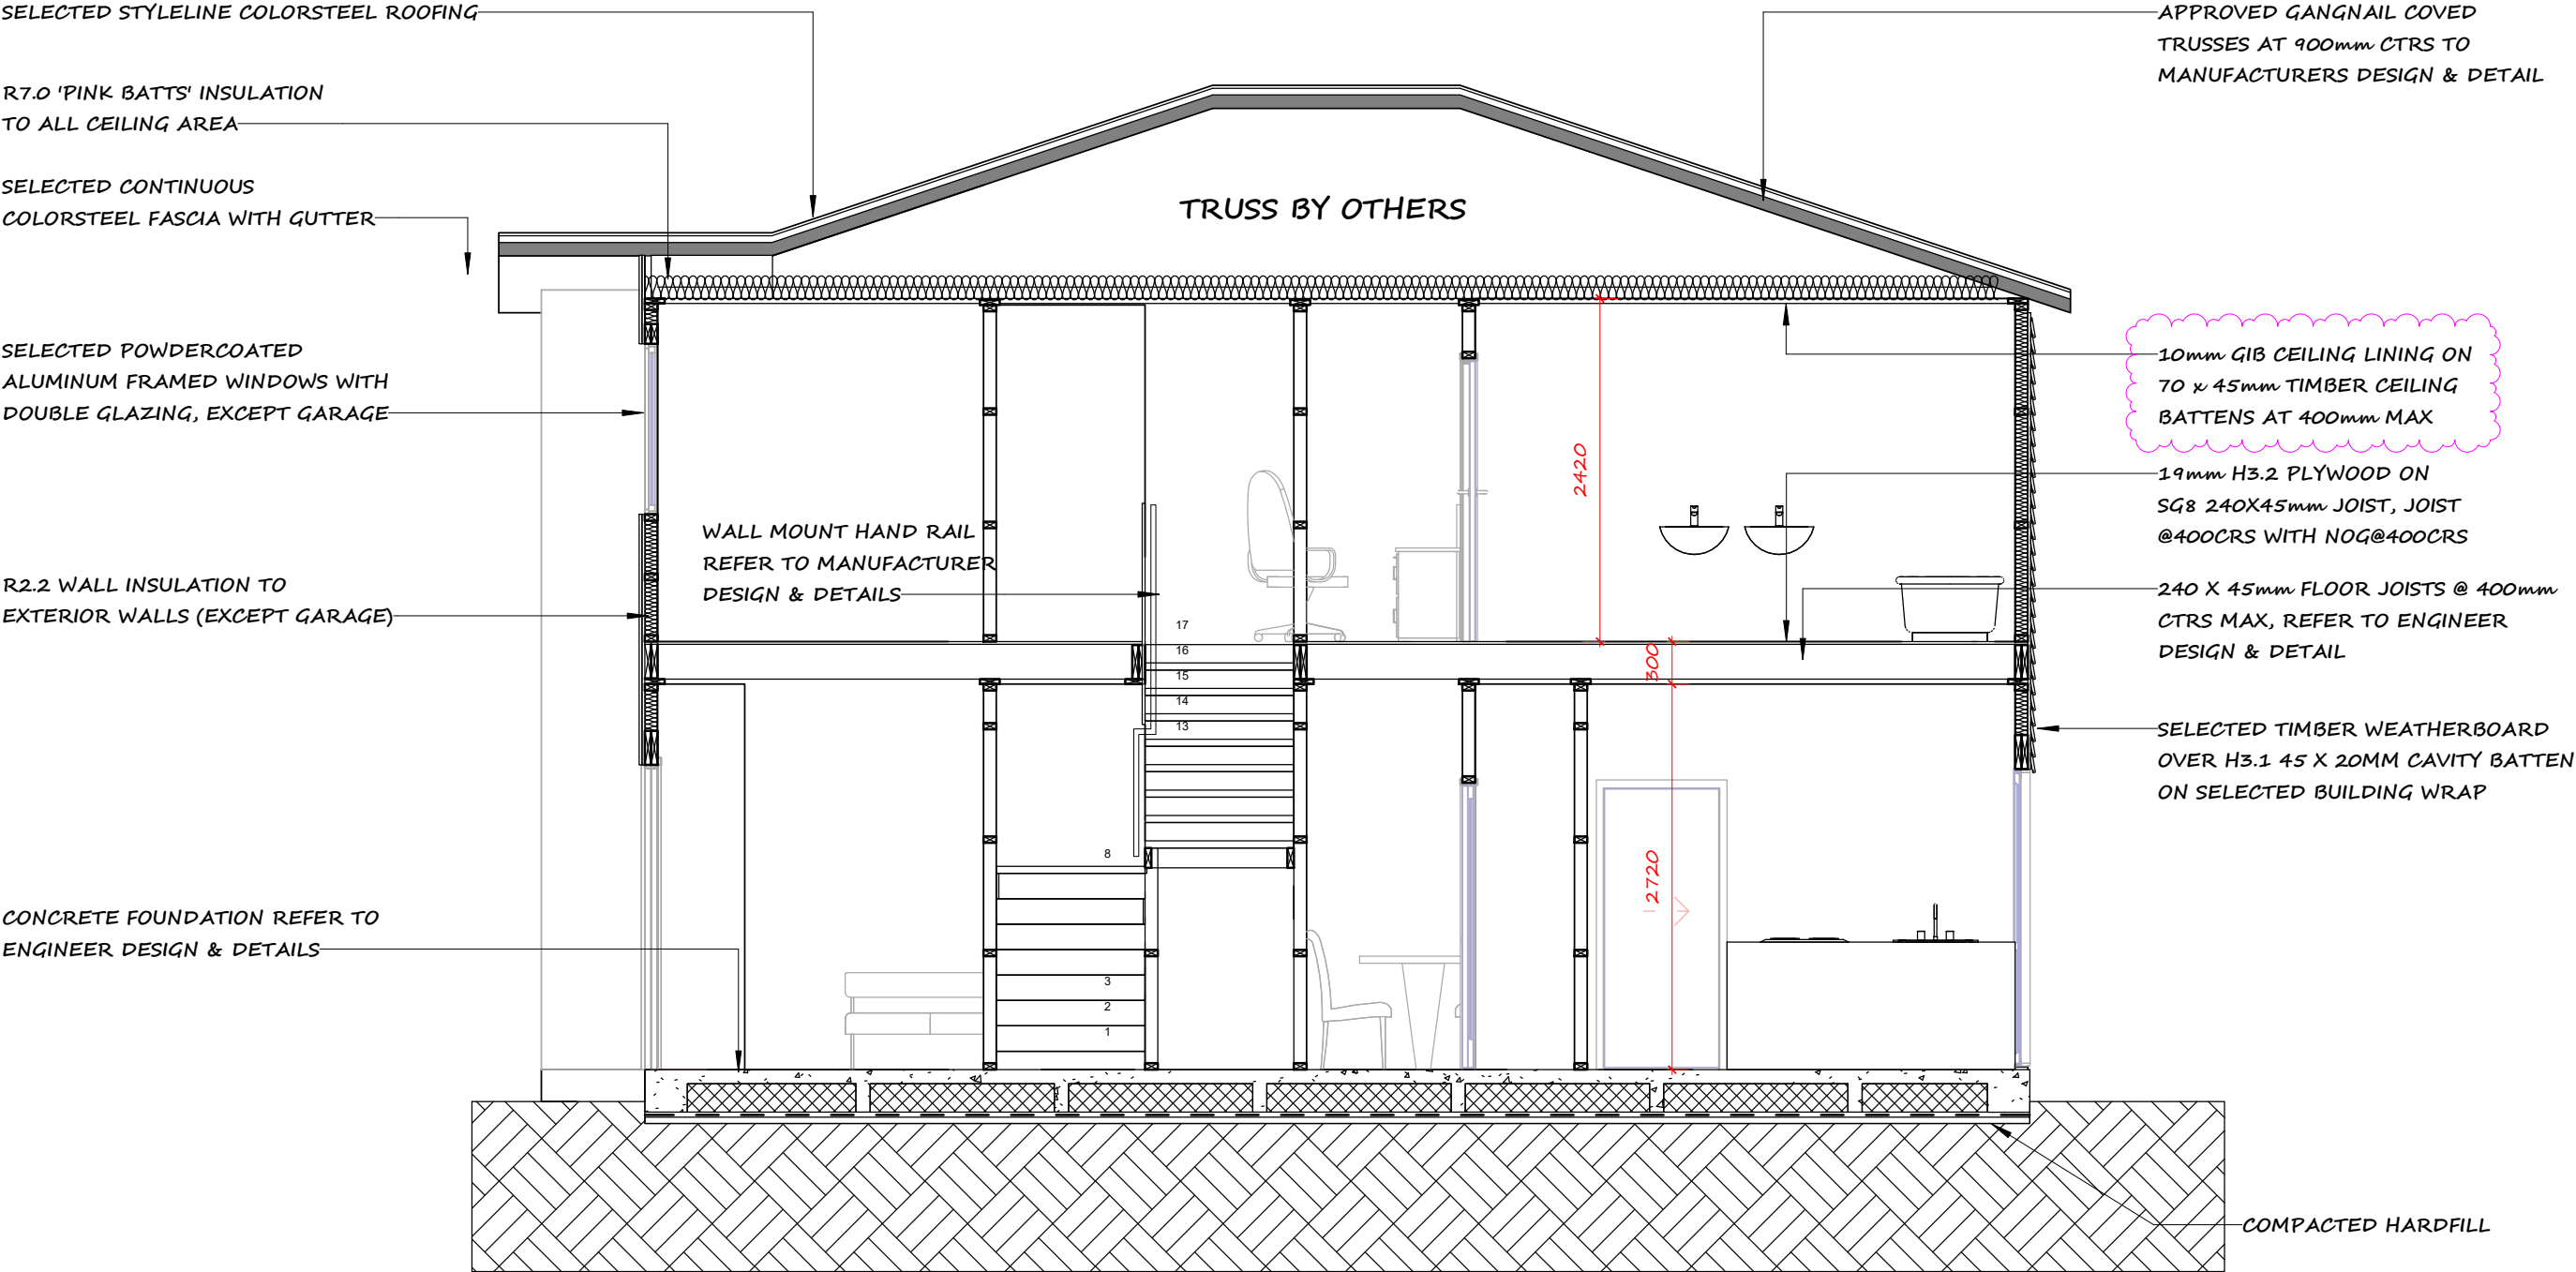 SELECTED STYLELINE COLORSTEEL ROOFING
R7.0 'PINK BATTS' INSULATION
TO ALL CEILING AREA
SELECTED CONTINUOUS
COLORSTEEL FASCIA WITH GUTTER
SELECTED POWDERCOATED
ALUMINUM FRAMED WINDOWS WITH
DOUBLE GLAZING, EXCEPT GARAGE
R2.2 WALL INSULATION TO
EXTERIOR WALLS (EXCEPT GARAGE)
CONCRETE FOUNDATION REFER TO
ENGINEER DESIGN & DETAILS
TRUSS BY OTHERS
WALL MOUNT HAND RAIL
REFER TO MANUFACTURER
DESIGN & DETAILS
17
16
15
14
13
8
3
2
1
2420
300
2720
APPROVED GANGNAIL COVED
TRUSSES AT 900mm CTRS TO
MANUFACTURERS DESIGN & DETAIL
10mm GIB CEILING LINING ON
70 x 45mm TIMBER CEILING
BATTENS AT 400mm MAX
19mm H3.2 PLYWOOD ON
SG8 240X45mm JOIST, JOIST
@400CRS WITH NOG@400CRS
240 X 45mm FLOOR JOISTS @ 400mm
CTRS MAX, REFER TO ENGINEER
DESIGN & DETAIL
SELECTED TIMBER WEATHERBOARD
OVER H3.1 45 X 20MM CAVITY BATTEN
ON SELECTED BUILDING WRAP
COMPACTED HARDFILL